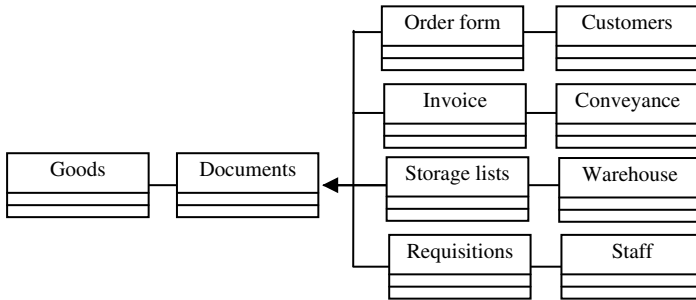 Order form
Customers
Invoice
Conveyance
Goods
Documents
Storage lists
Warehouse
Requisitions
Staff